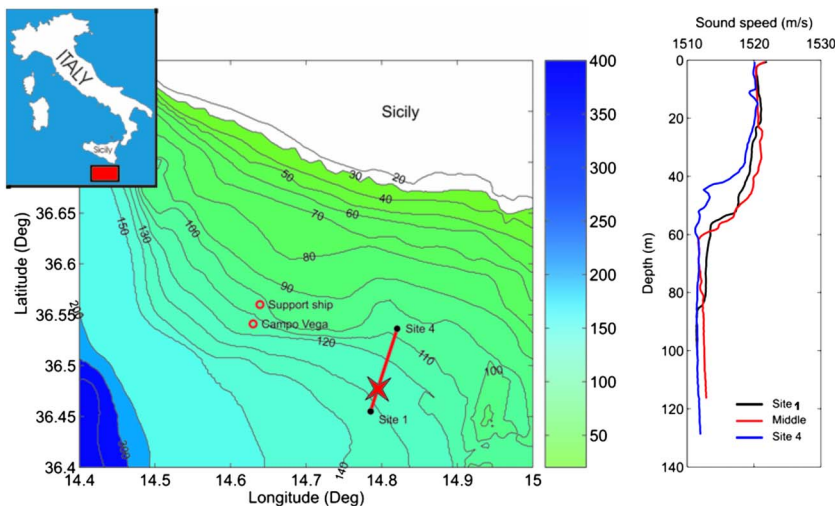 ITALY
Sicily
Sicily
20
30
40
50
60
70
80
90
100
110
120
130
140
150
200
300
100
Support ship
Campo Vega
Site 4
Site 1
36.65
36.6
36.55
36.5
36.45
36.4
Latitude (Deg)
14.4 14.5 14.6 14.7 14.8 14.9 15
Longitude (Deg)
400
350
300
250
200
150
100
50
Sound speed (m/s)
1510 1520 1530
0
20
40
60
80
100
120
140
Depth (m)
Site 1
Middle
Site 4